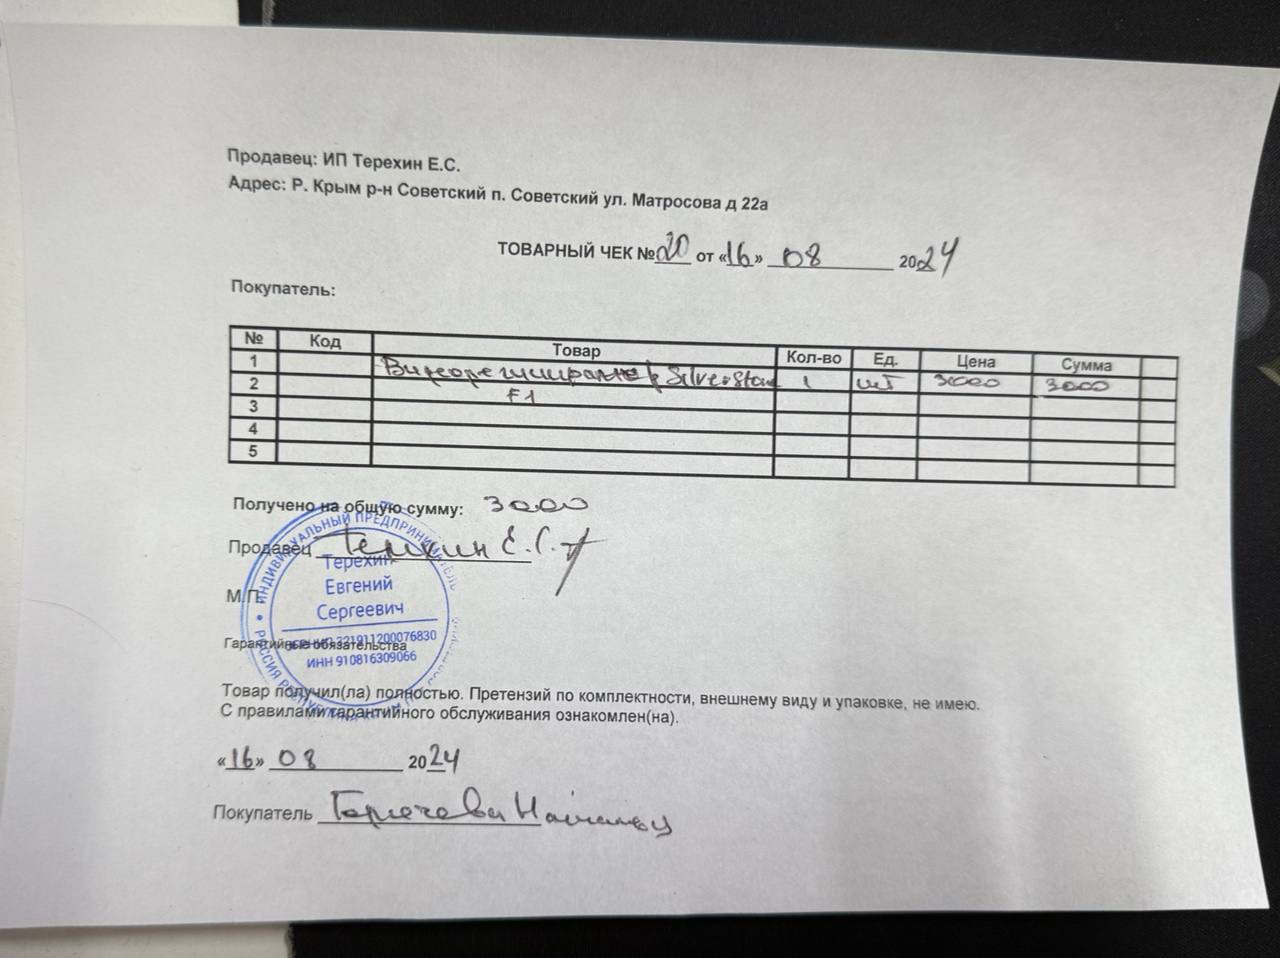 Продавец: ИП Терехин Е.С.
Адрес: Р. Крым р-н Советский п. Советский ул. Матросова д 22а
ТОВАРНЫЙ ЧЕК №20 от «16» 08 2024
Покупатель:
№ Код Товар Кол-во Ед. Цена Сумма
1 Видеорегистратор SilverStone 1 шт 3000 3000
2 F1
3
4
5
Получено на общую сумму: 3000
Продавец Терехин Е.С.
М.П.
ИНДИВИДУАЛЬНЫЙ ПРЕДПРИНИМАТЕЛЬ
Терехин
Евгений
Сергеевич
321911200076830
ИНН 910816309066
Гарантийные обязательства
Товар получил(ла) полностью. Претензий по комплектности, внешнему виду и упаковке, не имею.
С правилами гарантийного обслуживания ознакомлен(на).
«16» 08 2024
Покупатель